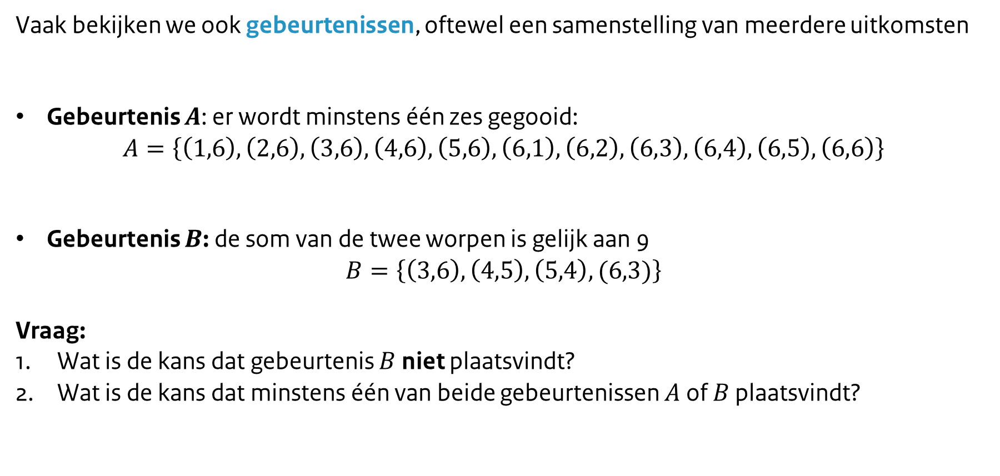 Vaak bekijken we ook gebeurtenissen, oftewel een samenstelling van meerdere uitkomsten
• Gebeurtenis A: er wordt minstens één zes gegooid:
A = {(1,6), (2,6), (3,6), (4,6), (5,6), (6,1), (6,2), (6,3), (6,4), (6,5), (6,6)}
• Gebeurtenis B: de som van de twee worpen is gelijk aan 9
B = {(3,6), (4,5), (5,4), (6,3)}
Vraag:
1. Wat is de kans dat gebeurtenis B niet plaatsvindt?
2. Wat is de kans dat minstens één van beide gebeurtenissen A of B plaatsvindt?